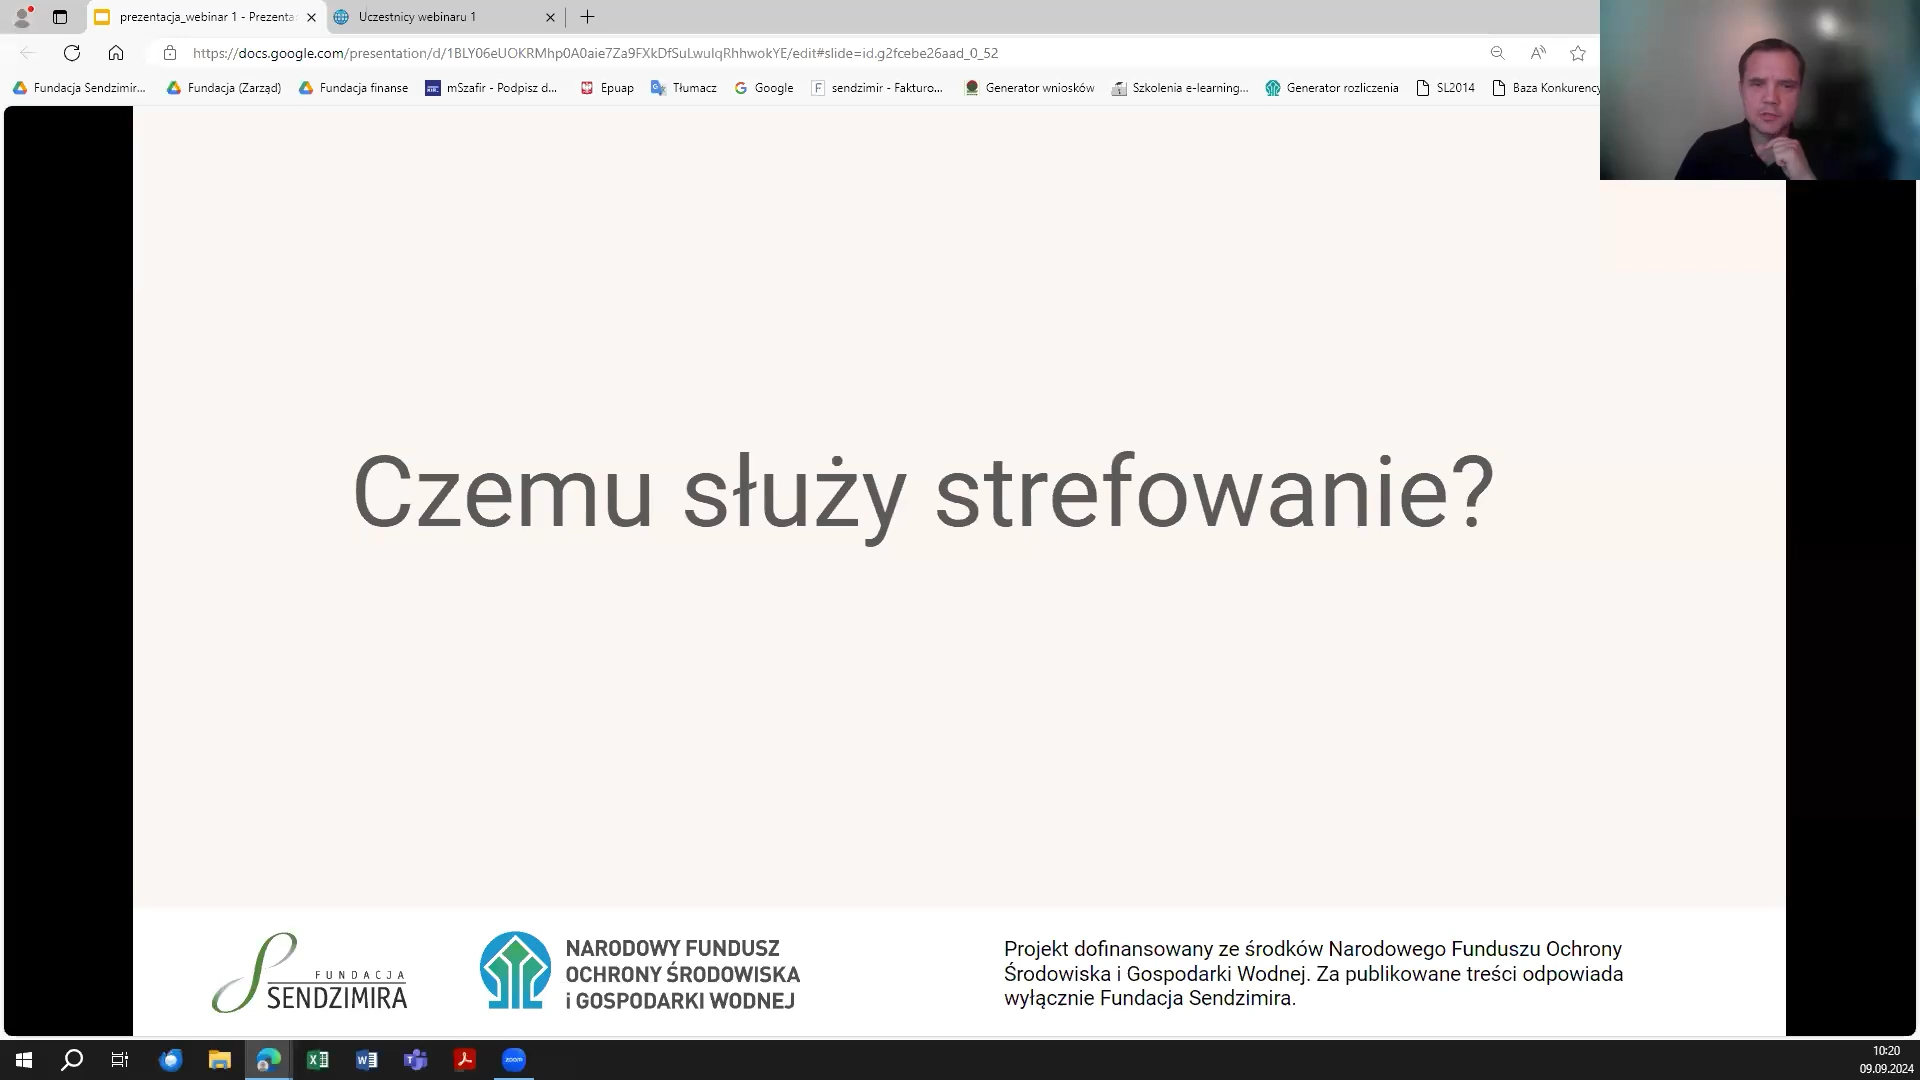 prezentacja_webinar 1 - Prezenta
Uczestnicy webinaru 1
https://docs.google.com/presentation/d/1BLY06eUOKRMhp0A0aie7Za9FXkDfSuLwulqRhhwokYE/edit#slide=id.g2fcebe26aad_0_52
Fundacja Sendzimir...
Fundacja (Zarząd)
Fundacja finanse
mSzafir - Podpisz d...
Epuap
Tłumacz
Google
sendzimir - Fakturo...
Generator wniosków
Szkolenia e-learning...
Generator rozliczenia
SL2014
Baza Konkurency
Czemu służy strefowanie?
FUNDACJA
SENDZIMIRA
NARODOWY FUNDUSZ
OCHRONY ŚRODOWISKA
i GOSPODARKI WODNEJ
Projekt dofinansowany ze środków Narodowego Funduszu Ochrony
Środowiska i Gospodarki Wodnej. Za publikowane treści odpowiada
wyłącznie Fundacja Sendzimira.
zoom
10:20
09.09.2024